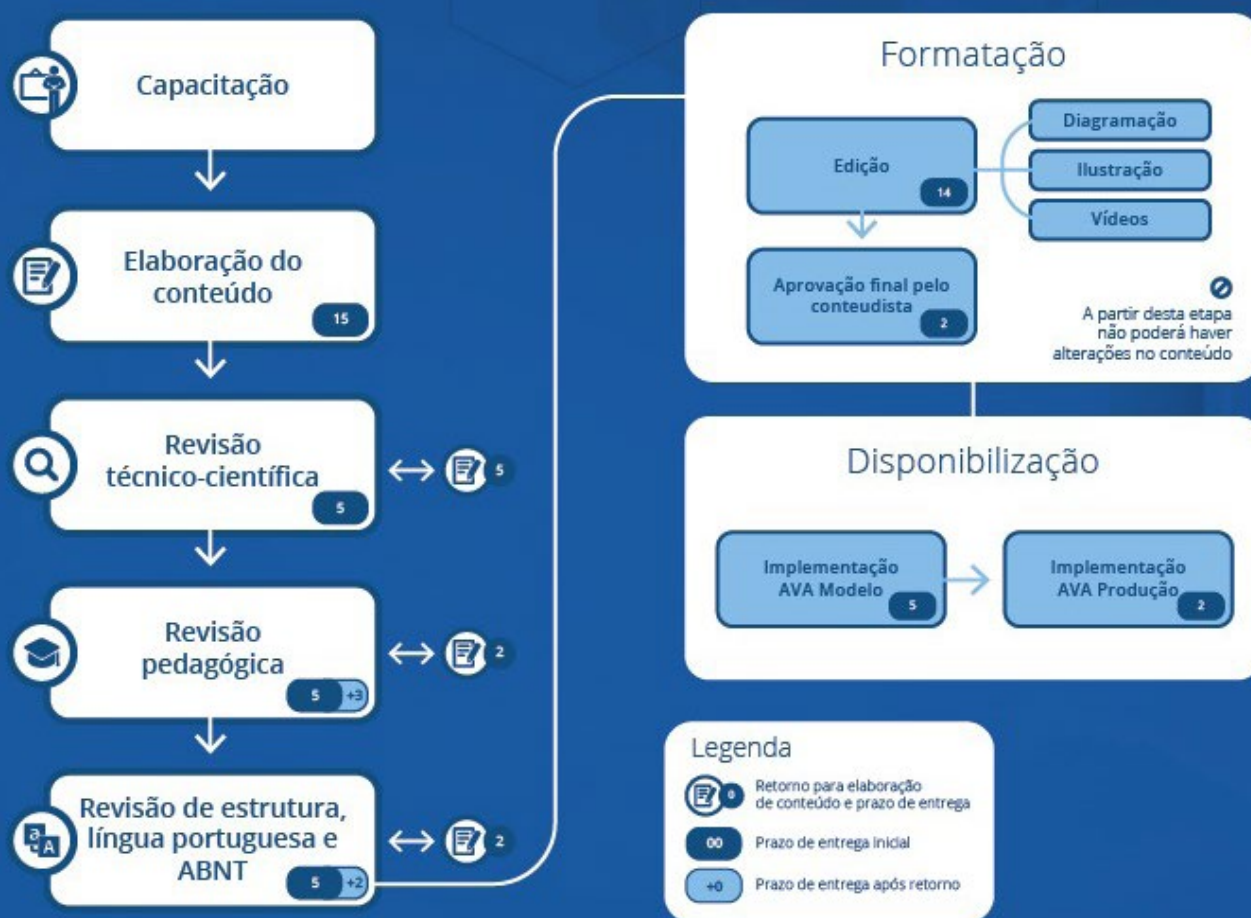 Capacitação
Elaboração do
conteúdo
15
Revisão
técnico-científica
5
5
Revisão
pedagógica
5 +3
2
Revisão de estrutura,
língua portuguesa e
ABNT
5 +2
2
Formatação
Edição
14
Diagramação
Ilustração
Vídeos
Aprovação final pelo
conteudista
2
A partir desta etapa
não poderá haver
alterações no conteúdo
Disponibilização
Implementação
AVA Modelo
5
Implementação
AVA Produção
2
Legenda
0
Retorno para elaboração
de conteúdo e prazo de entrega
00
Prazo de entrega inicial
+0
Prazo de entrega após retorno